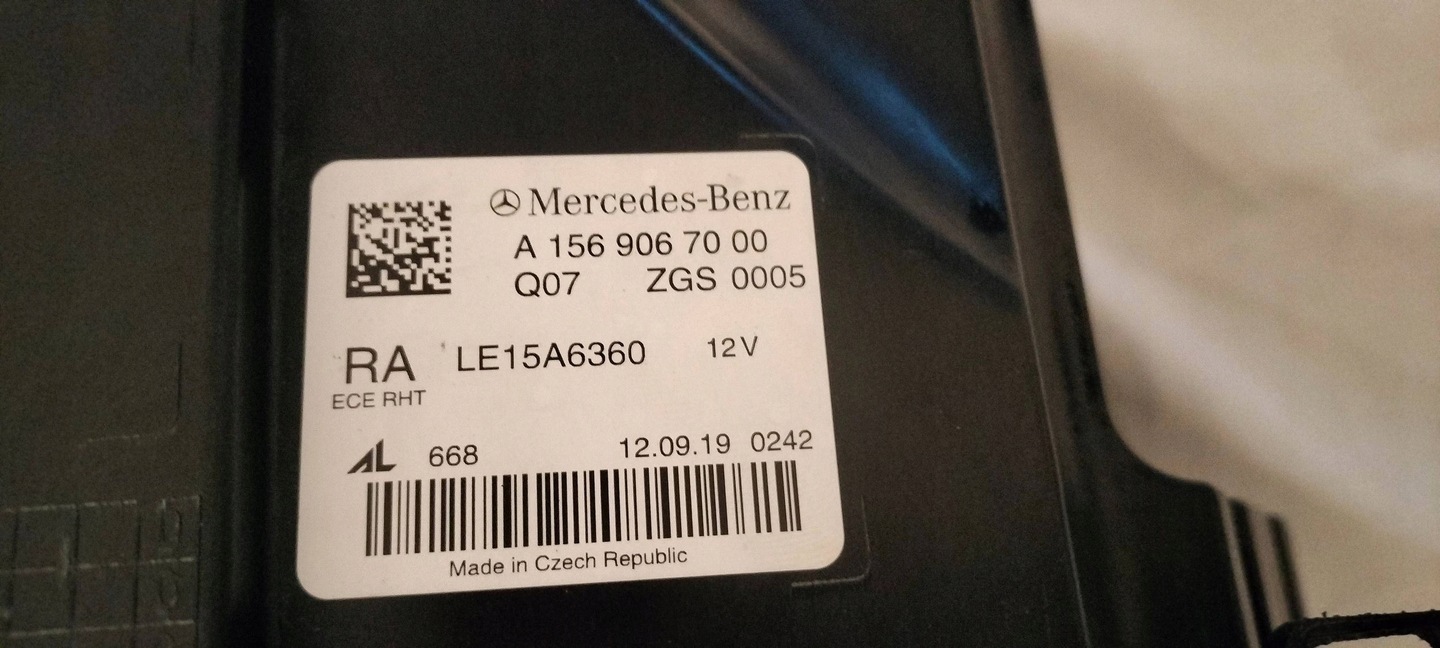 Mercedes-Benz
A 156 906 70 00
Q07 ZGS 0005
RA LE15A6360 12V
ECE RHT
AL 668 12.09.19 0242
Made in Czech Republic